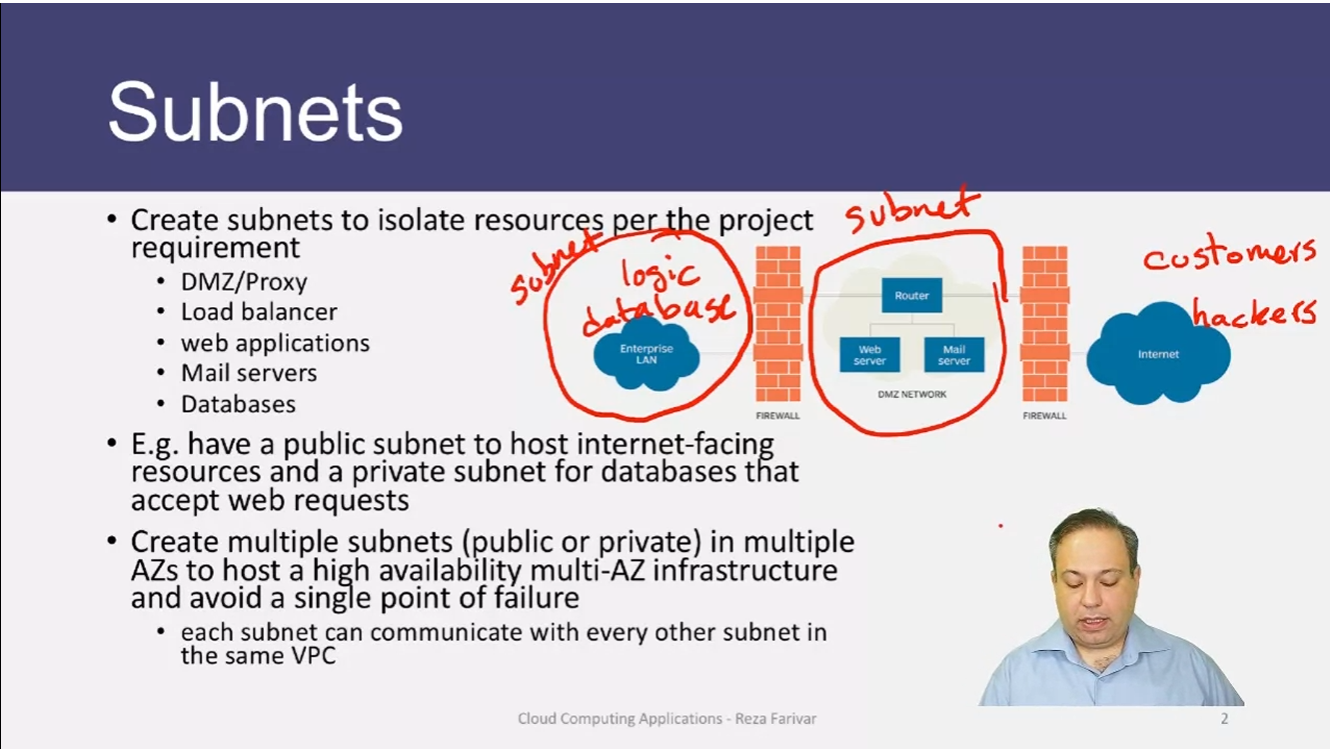 Subnets
Create subnets to isolate resources per the project
requirement
DMZ/Proxy
Load balancer
web applications
Mail servers
Databases
E.g. have a public subnet to host internet-facing
resources and a private subnet for databases that
accept web requests
Create multiple subnets (public or private) in multiple
AZs to host a high availability multi-AZ infrastructure
and avoid a single point of failure
each subnet can communicate with every other subnet in
the same VPC
subnet
logic
database
Enterprise
LAN
FIREWALL
subnet
Router
Web
server
Mail
server
DMZ NETWORK
FIREWALL
customers
hackers
Internet
Cloud Computing Applications - Reza Farivar
2